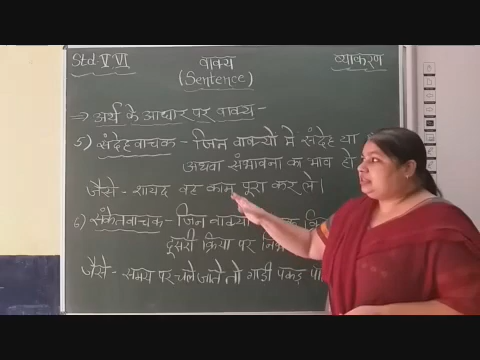 Std-V VI
वाक्य
व्याकरण
(Sentence)
⇒ अर्थ के आधार पर वाक्य -
5) संदेहवाचक - जिन वाक्यों में संदेह या
अथवा संभावना का भाव हो
जैसे - शायद वह काम पूरा कर ले।
6) संकेतवाचक - जिन वाक्यों
दूसरी क्रिया पर
जैसे - समय पर चले जाते तो गाड़ी पकड़